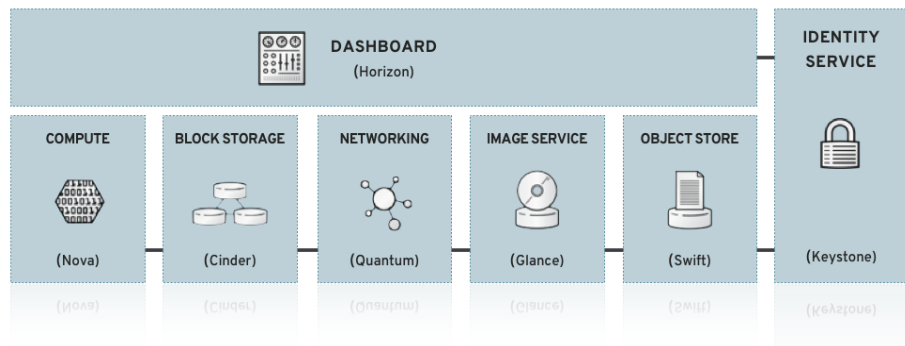 DASHBOARD
(Horizon)
IDENTITY
SERVICE
(Keystone)
COMPUTE
(Nova)
BLOCK STORAGE
(Cinder)
NETWORKING
(Quantum)
IMAGE SERVICE
(Glance)
OBJECT STORE
(Swift)